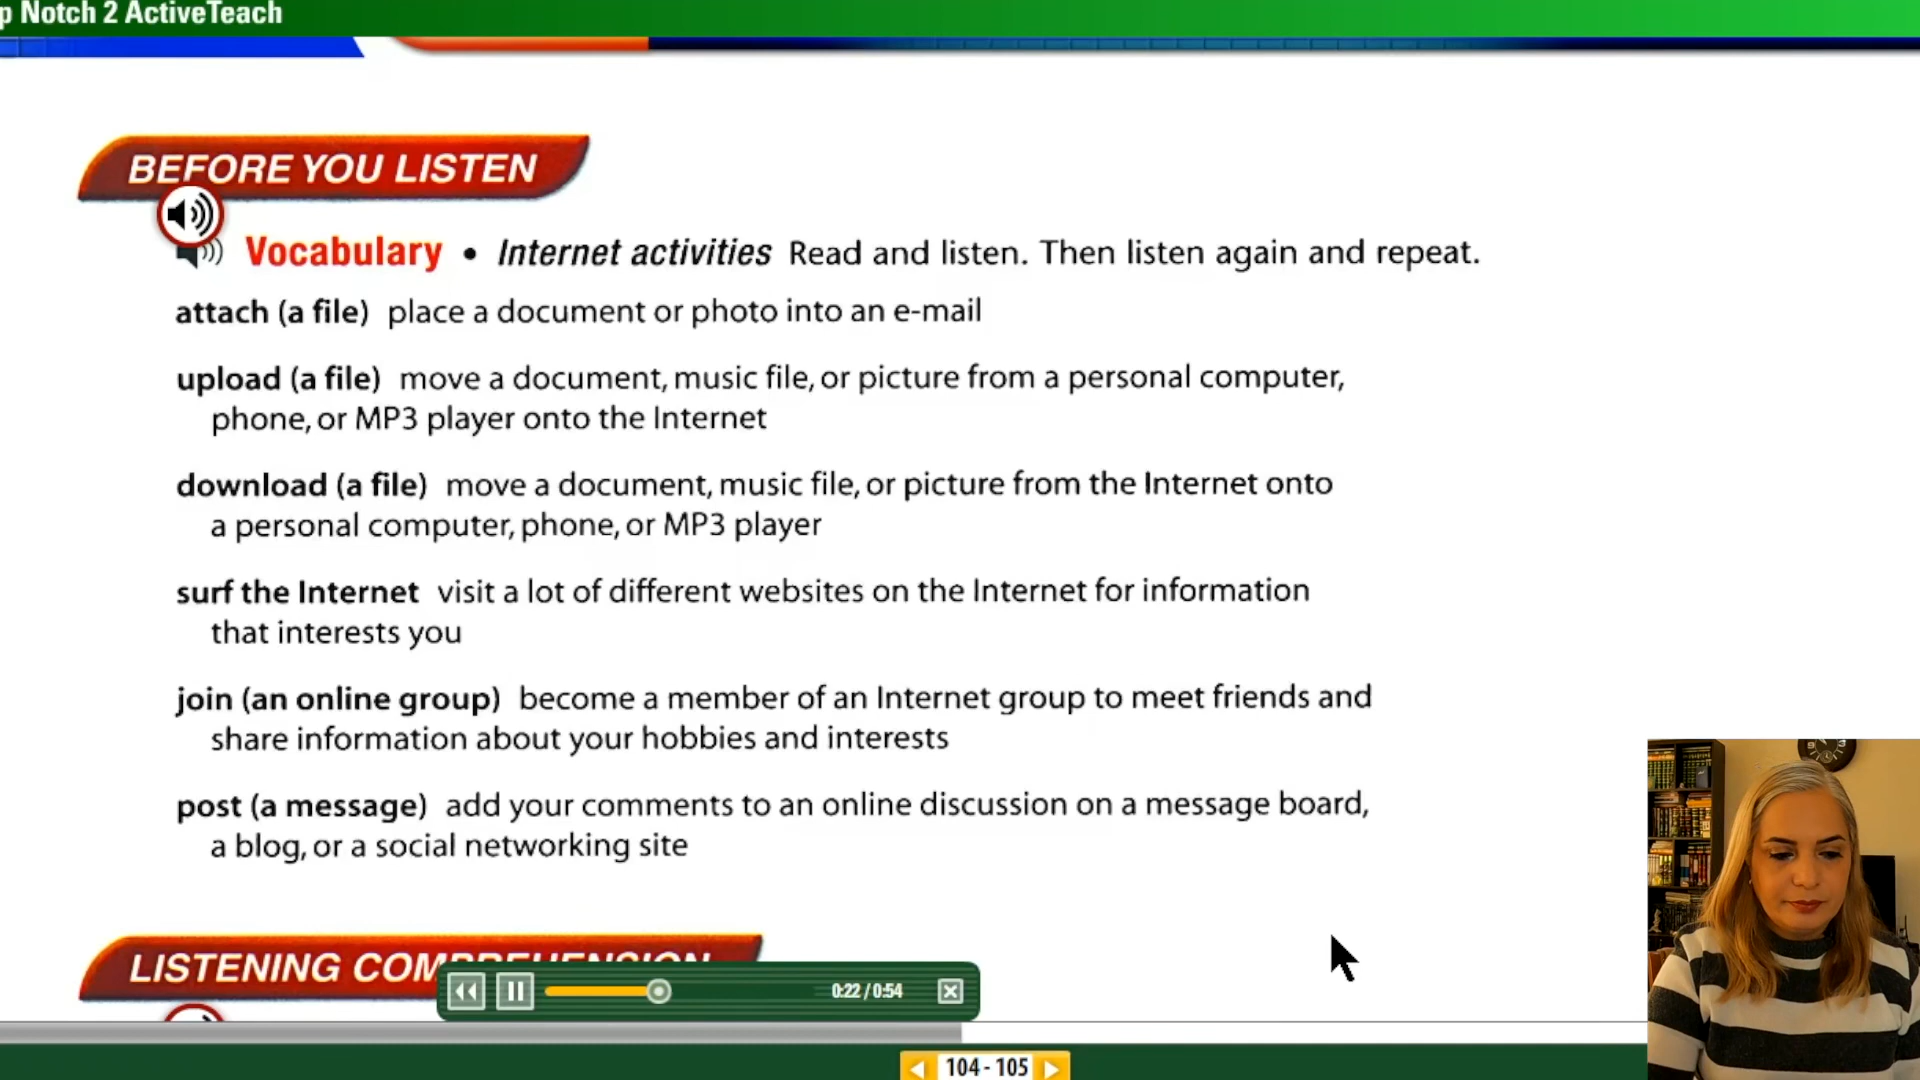 p Notch 2 ActiveTeach
BEFORE YOU LISTEN
Vocabulary • Internet activities Read and listen. Then listen again and repeat.
attach (a file) place a document or photo into an e-mail
upload (a file) move a document, music file, or picture from a personal computer,
phone, or MP3 player onto the Internet
download (a file) move a document, music file, or picture from the Internet onto
a personal computer, phone, or MP3 player
surf the Internet visit a lot of different websites on the Internet for information
that interests you
join (an online group) become a member of an Internet group to meet friends and
share information about your hobbies and interests
post (a message) add your comments to an online discussion on a message board,
a blog, or a social networking site
LISTENING COMPREHENSION
0:22 / 0:54
104 - 105